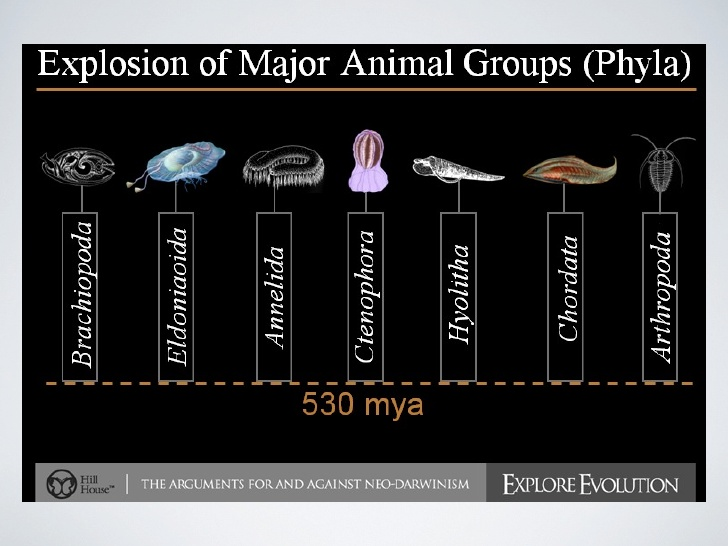 Explosion of Major Animal Groups (Phyla)
Brachiopoda
Eldoniaoida
Annelida
Ctenophora
Hyolitha
Chordata
Arthropoda
530 mya
Hill
House™
THE ARGUMENTS FOR AND AGAINST NEO-DARWINISM
EXPLORE EVOLUTION